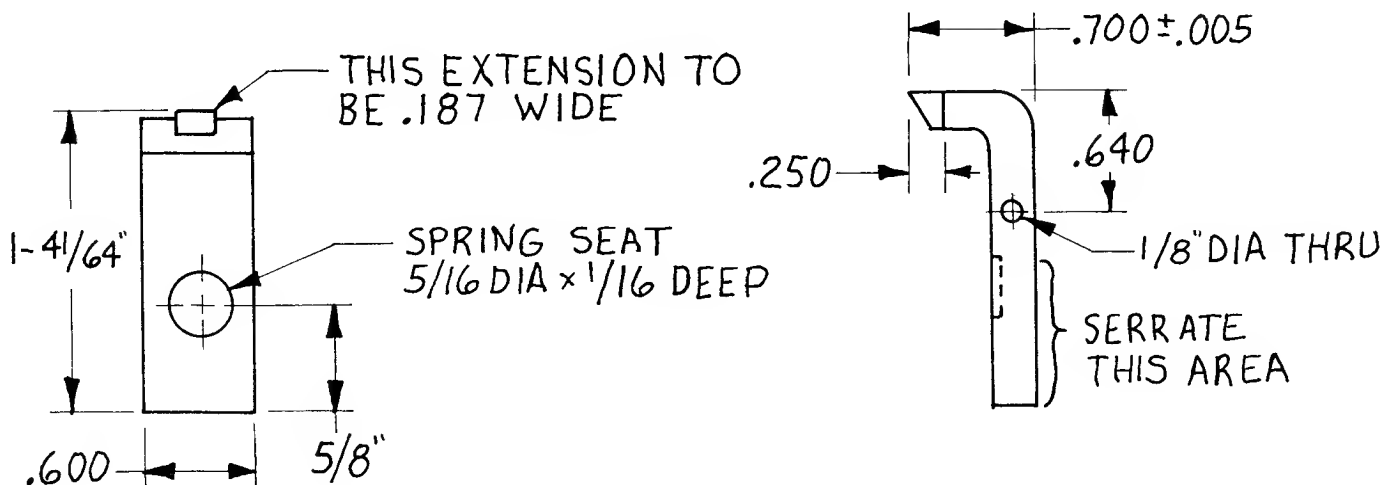 THIS EXTENSION TO
BE .187 WIDE
1-41/64"
SPRING SEAT
5/16 DIA × 1/16 DEEP
.600
5/8"
.700±.005
.250
.640
1/8" DIA THRU
SERRATE
THIS AREA